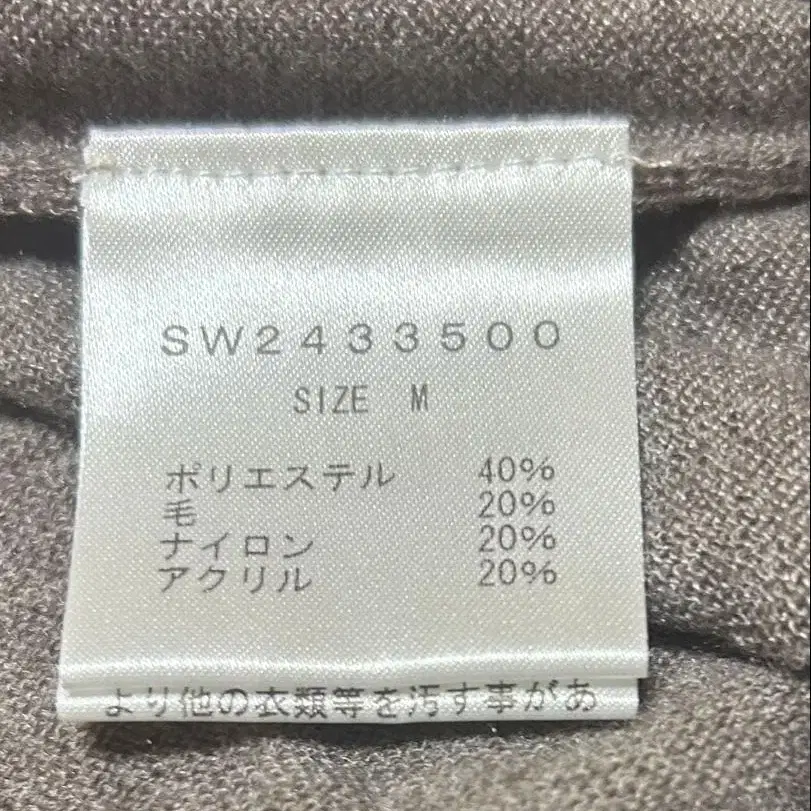 SW2433500
SIZE M
ポリエステル 40%
毛 20%
ナイロン 20%
アクリル 20%
より他の衣類等を汚す事があ